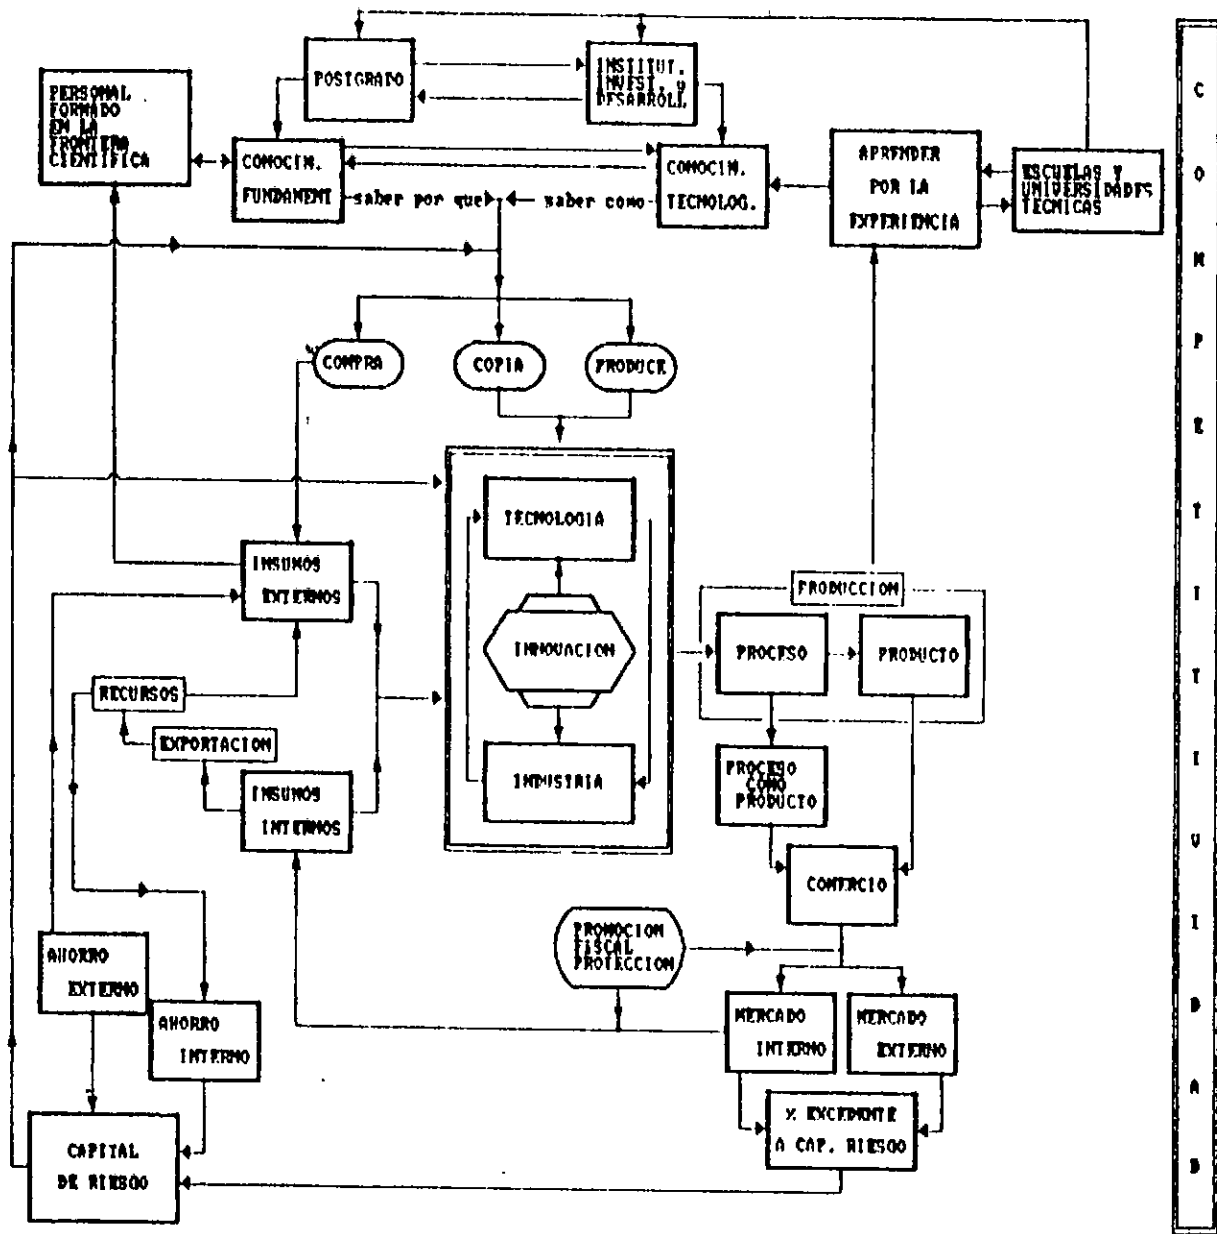 POSTGRADO
INSTITUT.
INVEST. y
DESARROLL
PERSONAL
FORMADO
EN LA
FRONTERA
CIENTIFICA
CONOCIM.
FUNDAMENT
saber por que
saber como
CONOCIM.
TECNOLOG.
APRENDER
POR LA
EXPERIENCIA
ESCUELAS Y
UNIVERSIDADES
TECNICAS
COMPRA
COPIA
PRODUCE
TECNOLOGIA
INNOVACION
INDUSTRIA
INSUMOS
EXTERNOS
RECURSOS
EXPORTACION
INSUMOS
INTERNOS
PRODUCCION
PROCESO
PRODUCTO
PROCESO
COMO
PRODUCTO
COMERCIO
PROMOCION
FISCAL
PROTECCION
MERCADO
INTERNO
MERCADO
EXTERNO
AHORRO
EXTERNO
AHORRO
INTERNO
CAPITAL
DE RIESGO
% EXCEDENTE
A CAP. RIESGO
C
O
M
P
E
T
I
T
I
V
I
D
A
D